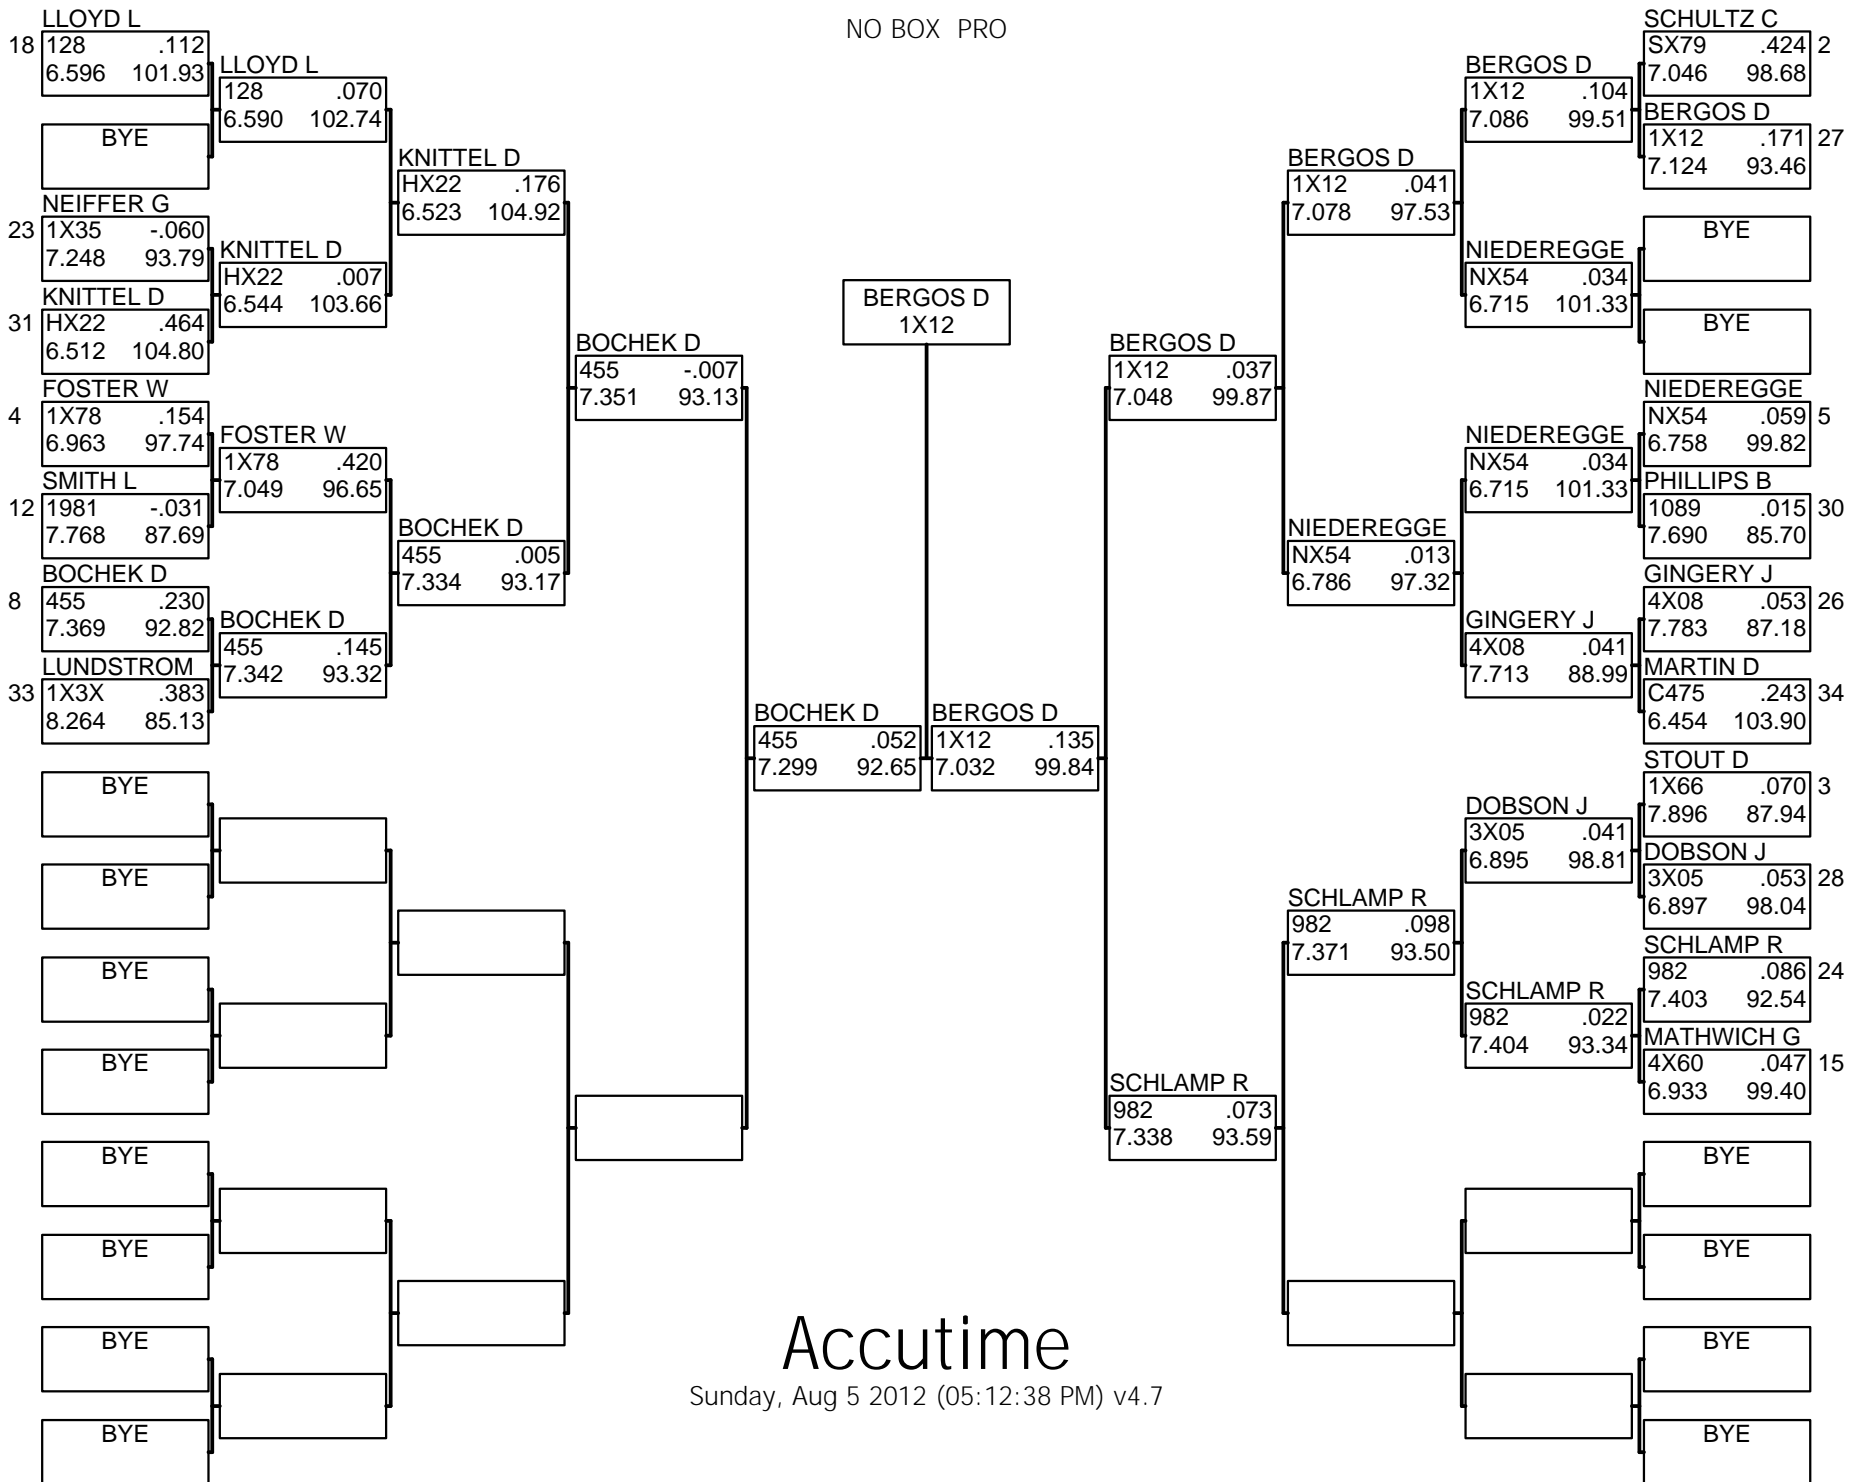 NO BOX PRO
LLOYD L
18 128 .112
6.596 101.93
BYE
NEIFFER G
23 1X35 -.060
7.248 93.79
KNITTEL D
31 HX22 .464
6.512 104.80
FOSTER W
4 1X78 .154
6.963 97.74
SMITH L
12 1981 -.031
7.768 87.69
BOCHEK D
8 455 .230
7.369 92.82
LUNDSTROM
33 1X3X .383
8.264 85.13
BYE
BYE
BYE
BYE
BYE
BYE
BYE
BYE
LLOYD L
128 .070
6.590 102.74
KNITTEL D
HX22 .007
6.544 103.66
FOSTER W
1X78 .420
7.049 96.65
BOCHEK D
455 .145
7.342 93.32
KNITTEL D
HX22 .176
6.523 104.92
BOCHEK D
455 .005
7.334 93.17
BOCHEK D
455 -.007
7.351 93.13
BOCHEK D
455 .052
7.299 92.65
BERGOS D
1X12
BERGOS D
1X12 .135
7.032 99.84
BERGOS D
1X12 .037
7.048 99.87
SCHLAMP R
982 .073
7.338 93.59
BERGOS D
1X12 .041
7.078 97.53
NIEDEREGGE
NX54 .013
6.786 97.32
SCHLAMP R
982 .098
7.371 93.50
BERGOS D
1X12 .104
7.086 99.51
NIEDEREGGE
NX54 .034
6.715 101.33
NIEDEREGGE
NX54 .034
6.715 101.33
GINGERY J
4X08 .041
7.713 88.99
DOBSON J
3X05 .041
6.895 98.81
SCHLAMP R
982 .022
7.404 93.34
SCHULTZ C
SX79 .424 2
7.046 98.68
BERGOS D
1X12 .171 27
7.124 93.46
BYE
BYE
NIEDEREGGE
NX54 .059 5
6.758 99.82
PHILLIPS B
1089 .015 30
7.690 85.70
GINGERY J
4X08 .053 26
7.783 87.18
MARTIN D
C475 .243 34
6.454 103.90
STOUT D
1X66 .070 3
7.896 87.94
DOBSON J
3X05 .053 28
6.897 98.04
SCHLAMP R
982 .086 24
7.403 92.54
MATHWICH G
4X60 .047 15
6.933 99.40
BYE
BYE
BYE
BYE
Accutime
Sunday, Aug 5 2012 (05:12:38 PM) v4.7